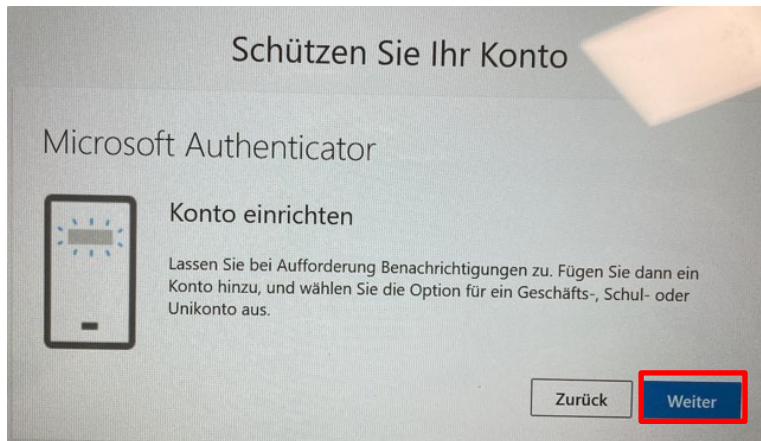 Schützen Sie Ihr Konto
Microsoft Authenticator
Konto einrichten
Lassen Sie bei Aufforderung Benachrichtigungen zu. Fügen Sie dann ein
Konto hinzu, und wählen Sie die Option für ein Geschäfts-, Schul- oder
Unikonto aus.
Zurück
Weiter